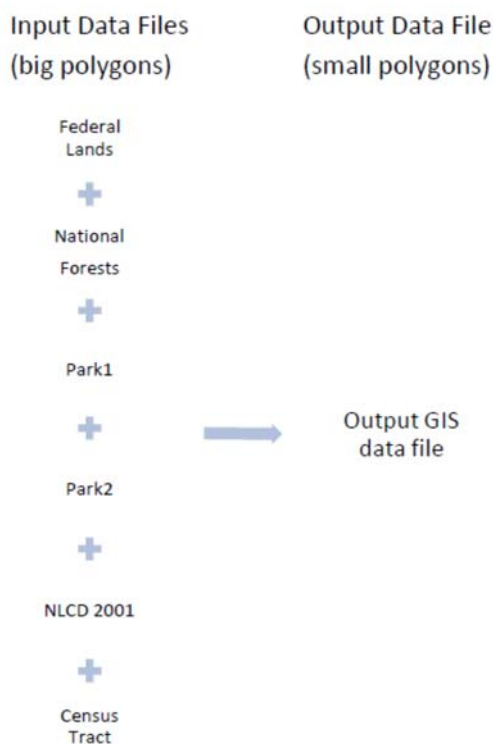 Input Data Files
(big polygons)
Output Data File
(small polygons)
Federal
Lands
National
Forests
Park1
Park2
NLCD 2001
Census
Tract
Output GIS
data file